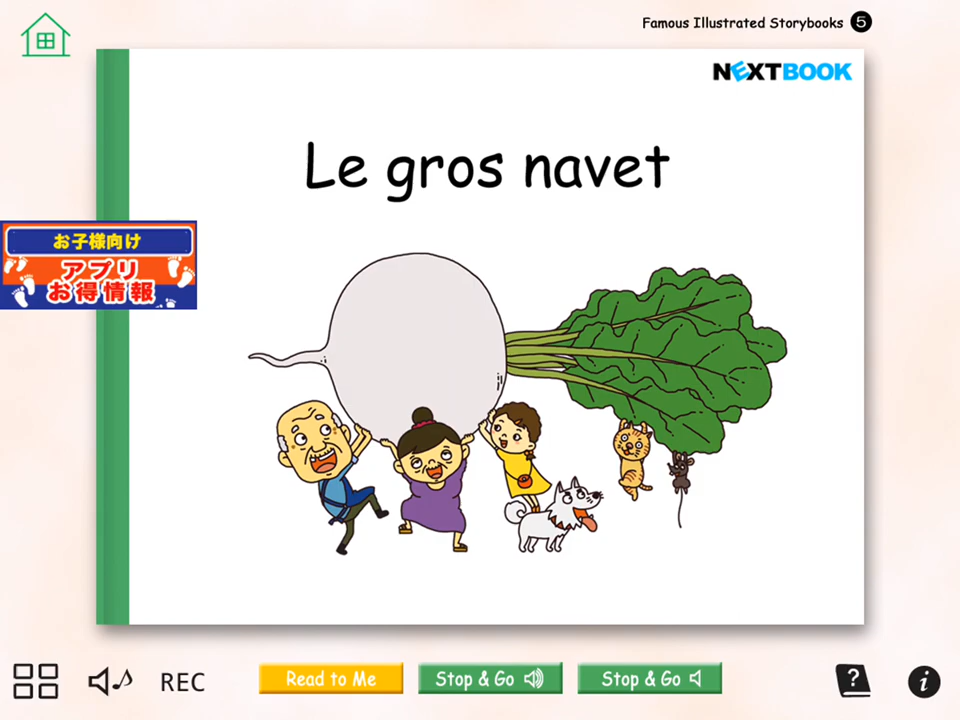 Famous Illustrated Storybooks 5
NEXTBOOK
Le gros navet
お子様向け
アプリ
お得情報
REC
Read to Me
Stop & Go
Stop & Go
?
i